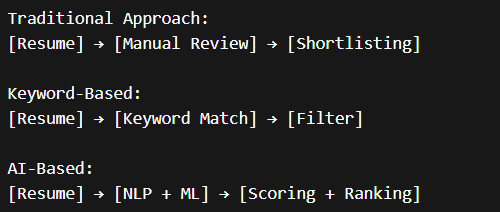 Traditional Approach:
[Resume] → [Manual Review] → [Shortlisting]
Keyword-Based:
[Resume] → [Keyword Match] → [Filter]
AI-Based:
[Resume] → [NLP + ML] → [Scoring + Ranking]